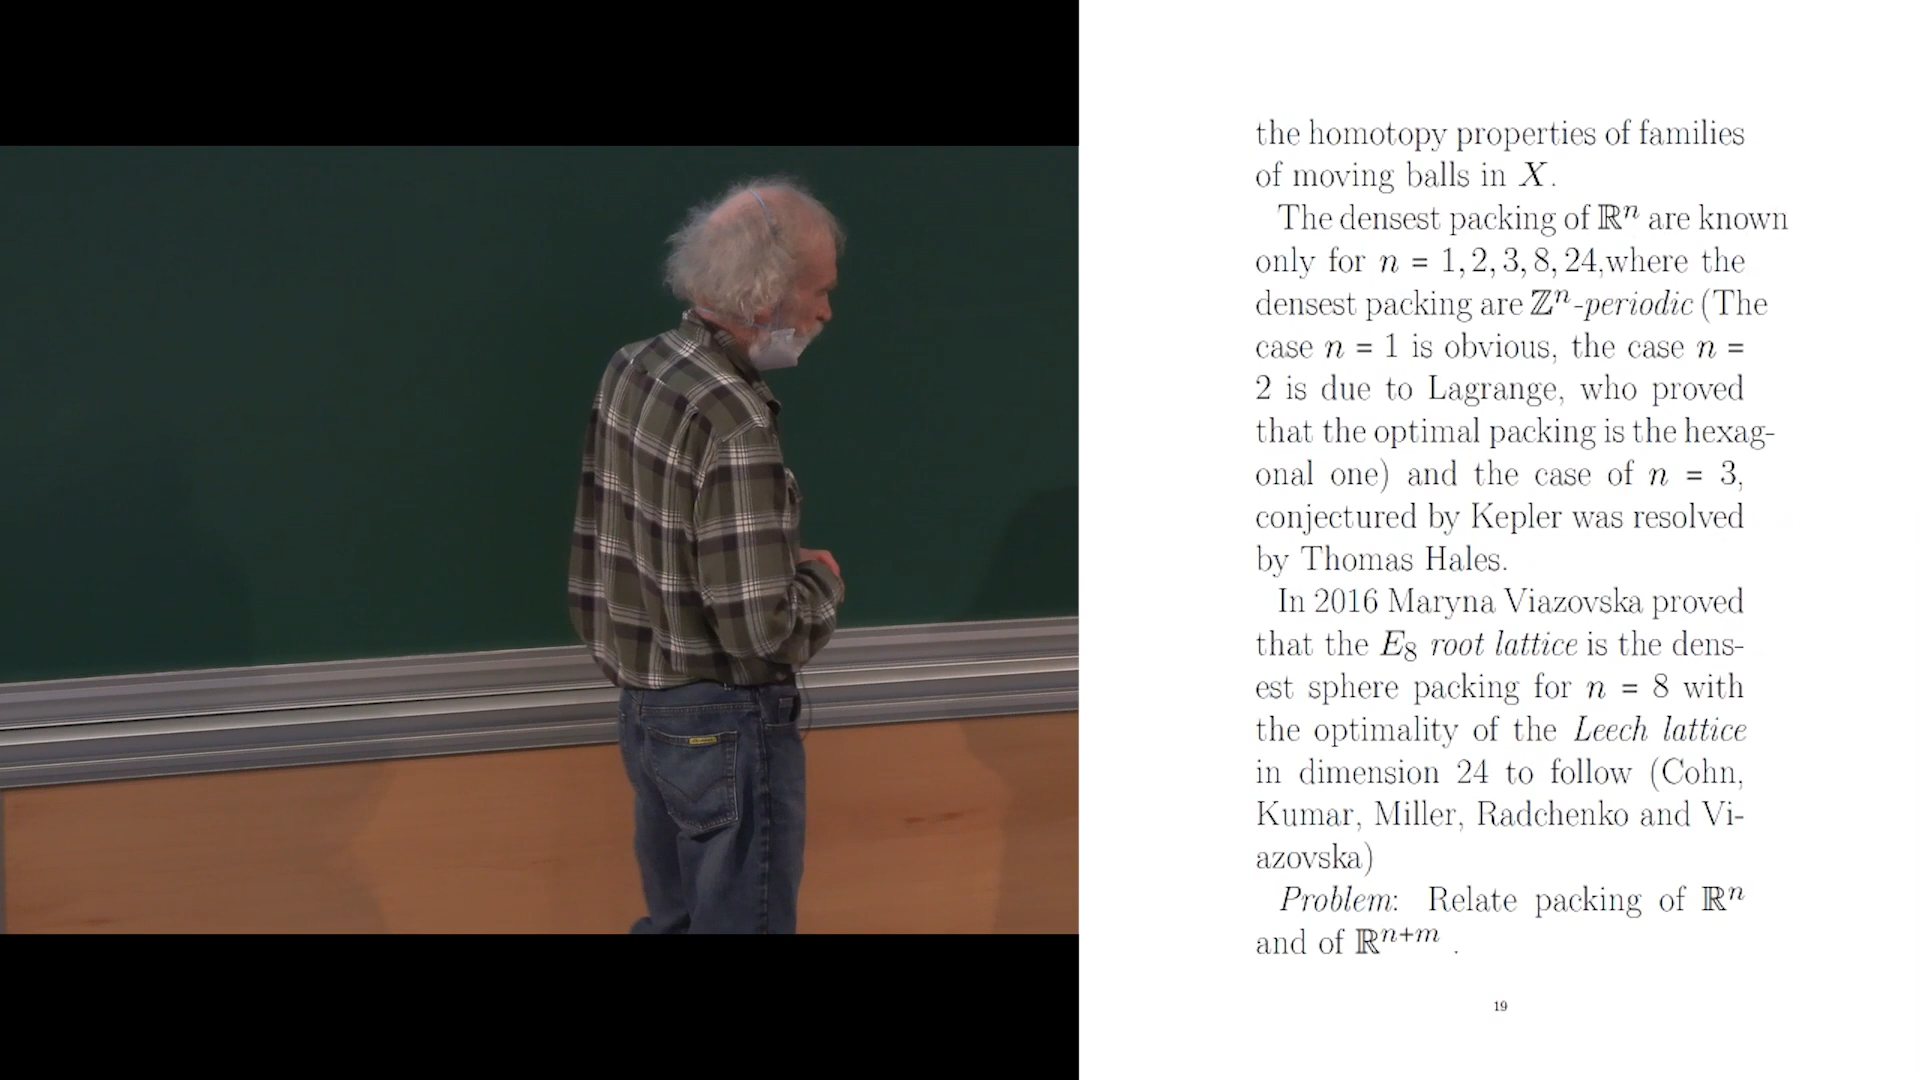 the homotopy properties of families
of moving balls in X.
The densest packing of ℝⁿ are known
only for n = 1, 2, 3, 8, 24,where the
densest packing are ℤⁿ-periodic (The
case n = 1 is obvious, the case n =
2 is due to Lagrange, who proved
that the optimal packing is the hexag-
onal one) and the case of n = 3,
conjectured by Kepler was resolved
by Thomas Hales.
In 2016 Maryna Viazovska proved
that the E₈ root lattice is the dens-
est sphere packing for n = 8 with
the optimality of the Leech lattice
in dimension 24 to follow (Cohn,
Kumar, Miller, Radchenko and Vi-
azovska)
Problem: Relate packing of ℝⁿ
and of ℝⁿ⁺ᵐ .
19